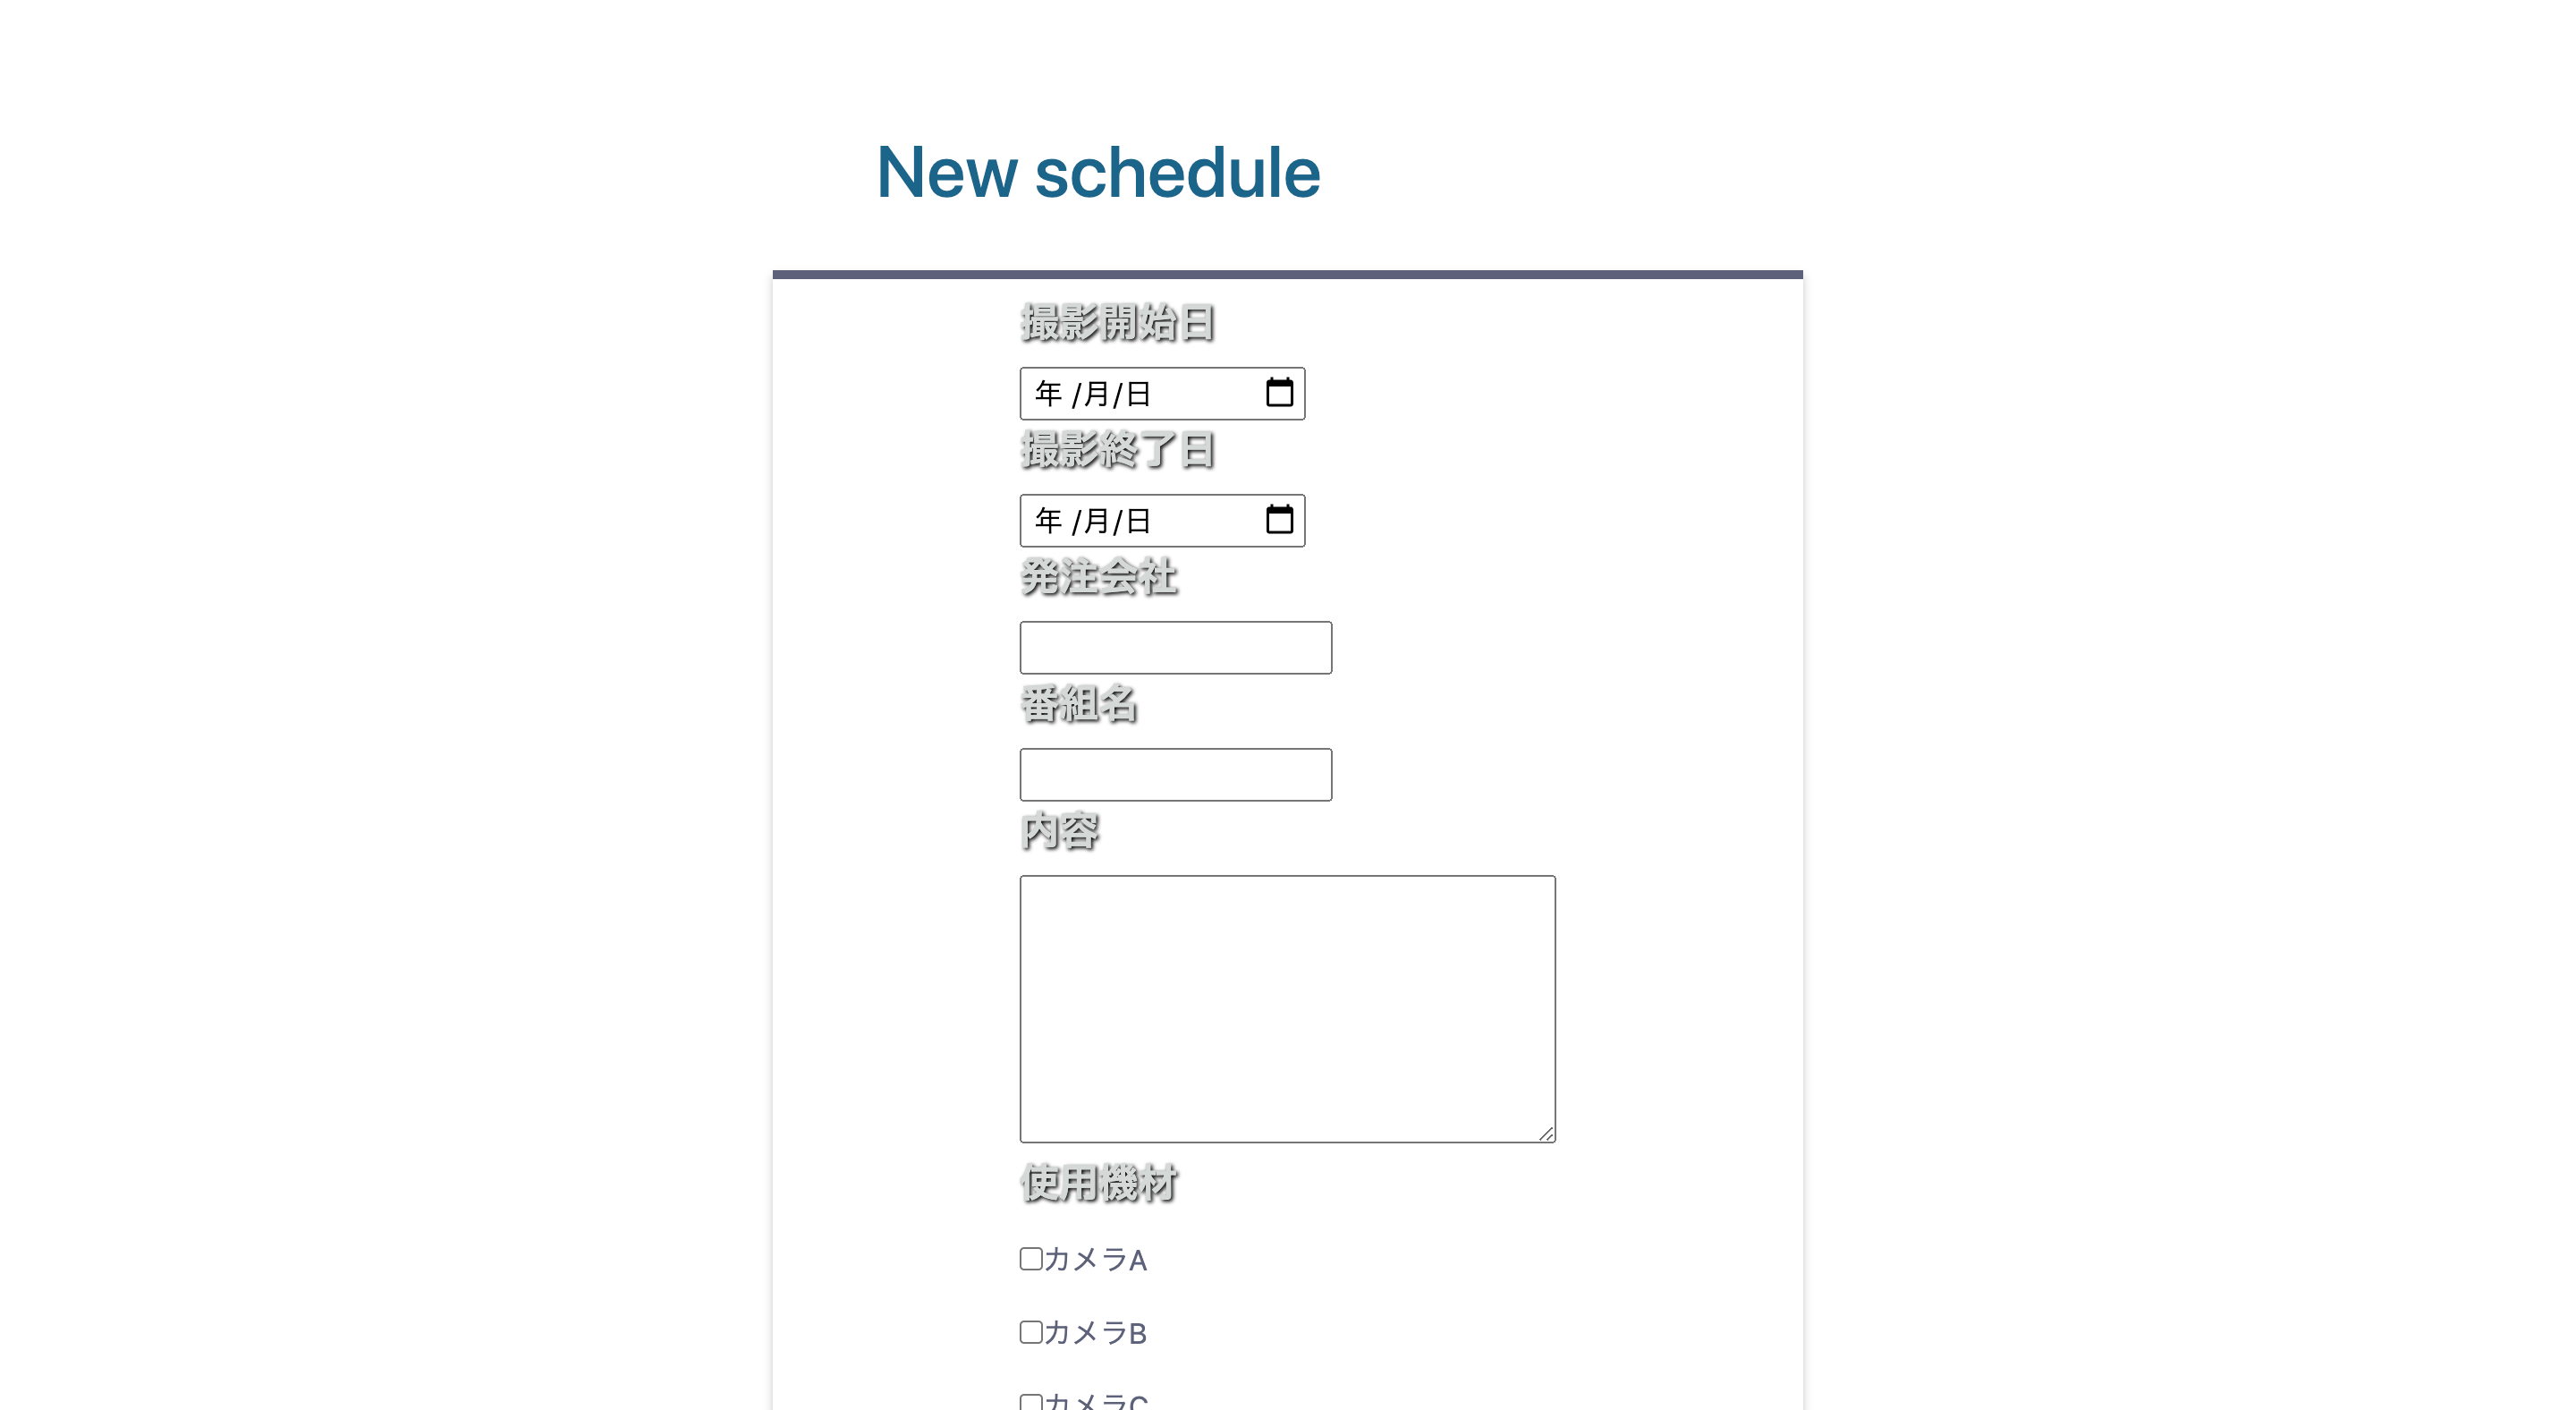 New schedule
撮影開始日
年 /月/日
撮影終了日
年 /月/日
発注会社
番組名
内容
使用機材
カメラA
カメラB
カメラC